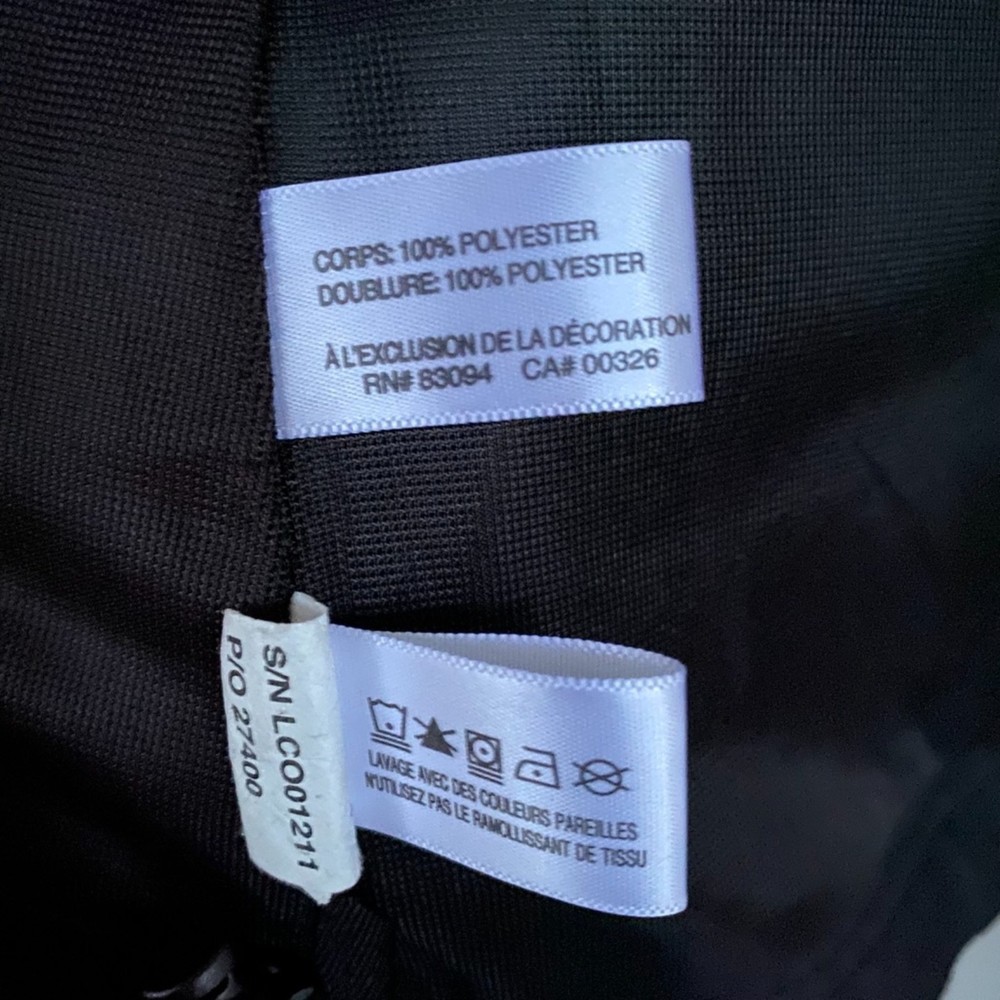 CORPS: 100% POLYESTER
DOUBLURE: 100% POLYESTER
À L'EXCLUSION DE LA DÉCORATION
RN# 83094 CA# 00326
S/N LCO01211
P/O 27400
LAVAGE AVEC DES COULEURS PAREILLES
N'UTILISEZ PAS LE RAMOLLISSANT DE TISSU